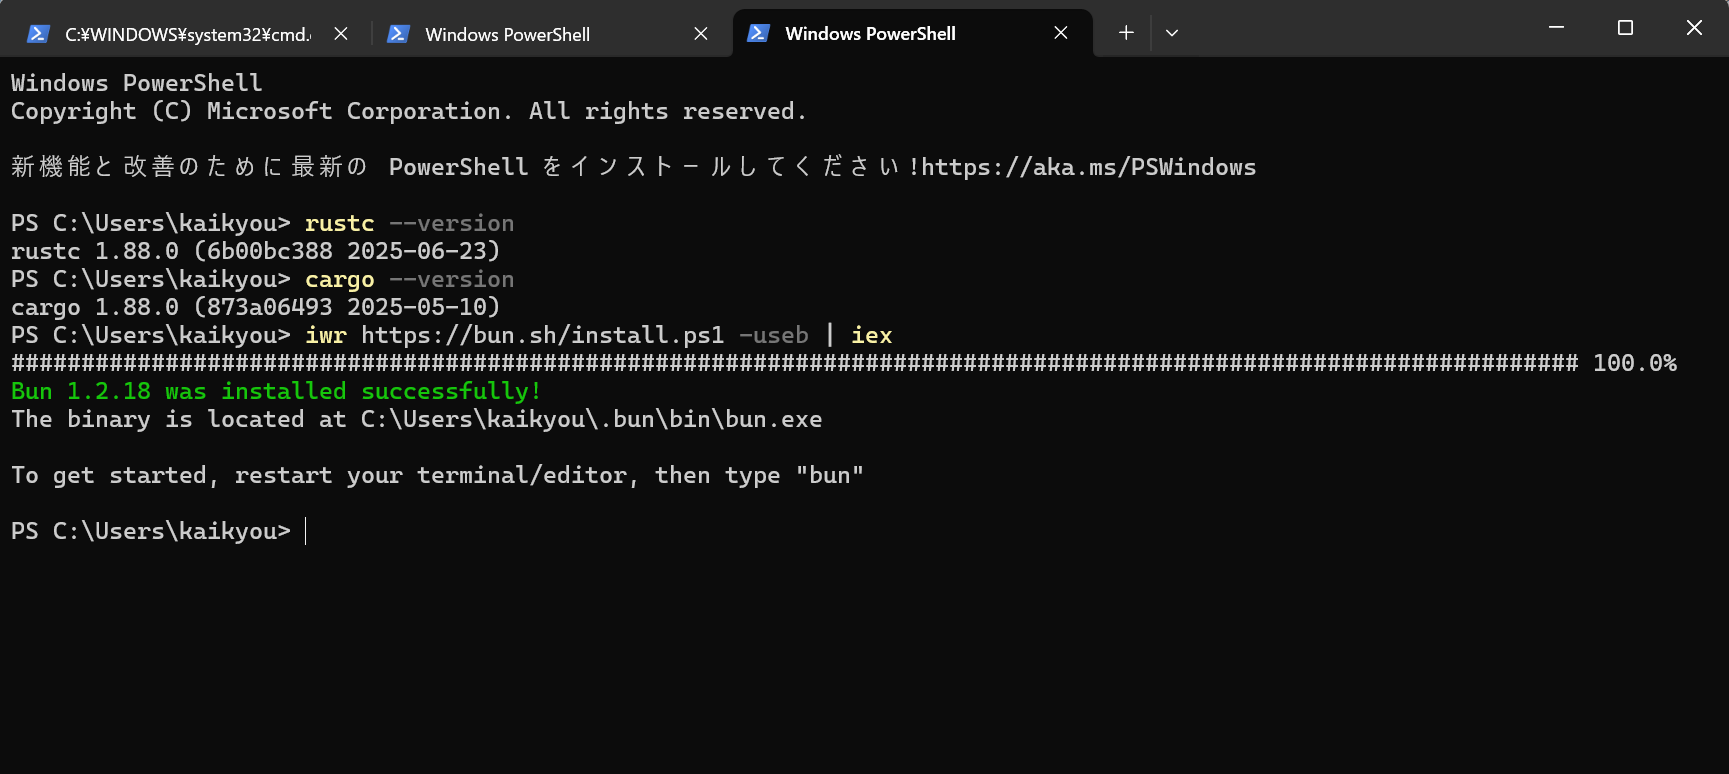 C:¥WINDOWS¥system32¥cmd.
Windows PowerShell
Windows PowerShell
Windows PowerShell
Copyright (C) Microsoft Corporation. All rights reserved.
新機能と改善のために最新の PowerShell をインストールしてください!https://aka.ms/PSWindows
PS C:\Users\kaikyou> rustc --version
rustc 1.88.0 (6b00bc388 2025-06-23)
PS C:\Users\kaikyou> cargo --version
cargo 1.88.0 (873a06493 2025-05-10)
PS C:\Users\kaikyou> iwr https://bun.sh/install.ps1 -useb | iex
################################################################################################################ 100.0%
Bun 1.2.18 was installed successfully!
The binary is located at C:\Users\kaikyou\.bun\bin\bun.exe
To get started, restart your terminal/editor, then type "bun"
PS C:\Users\kaikyou>